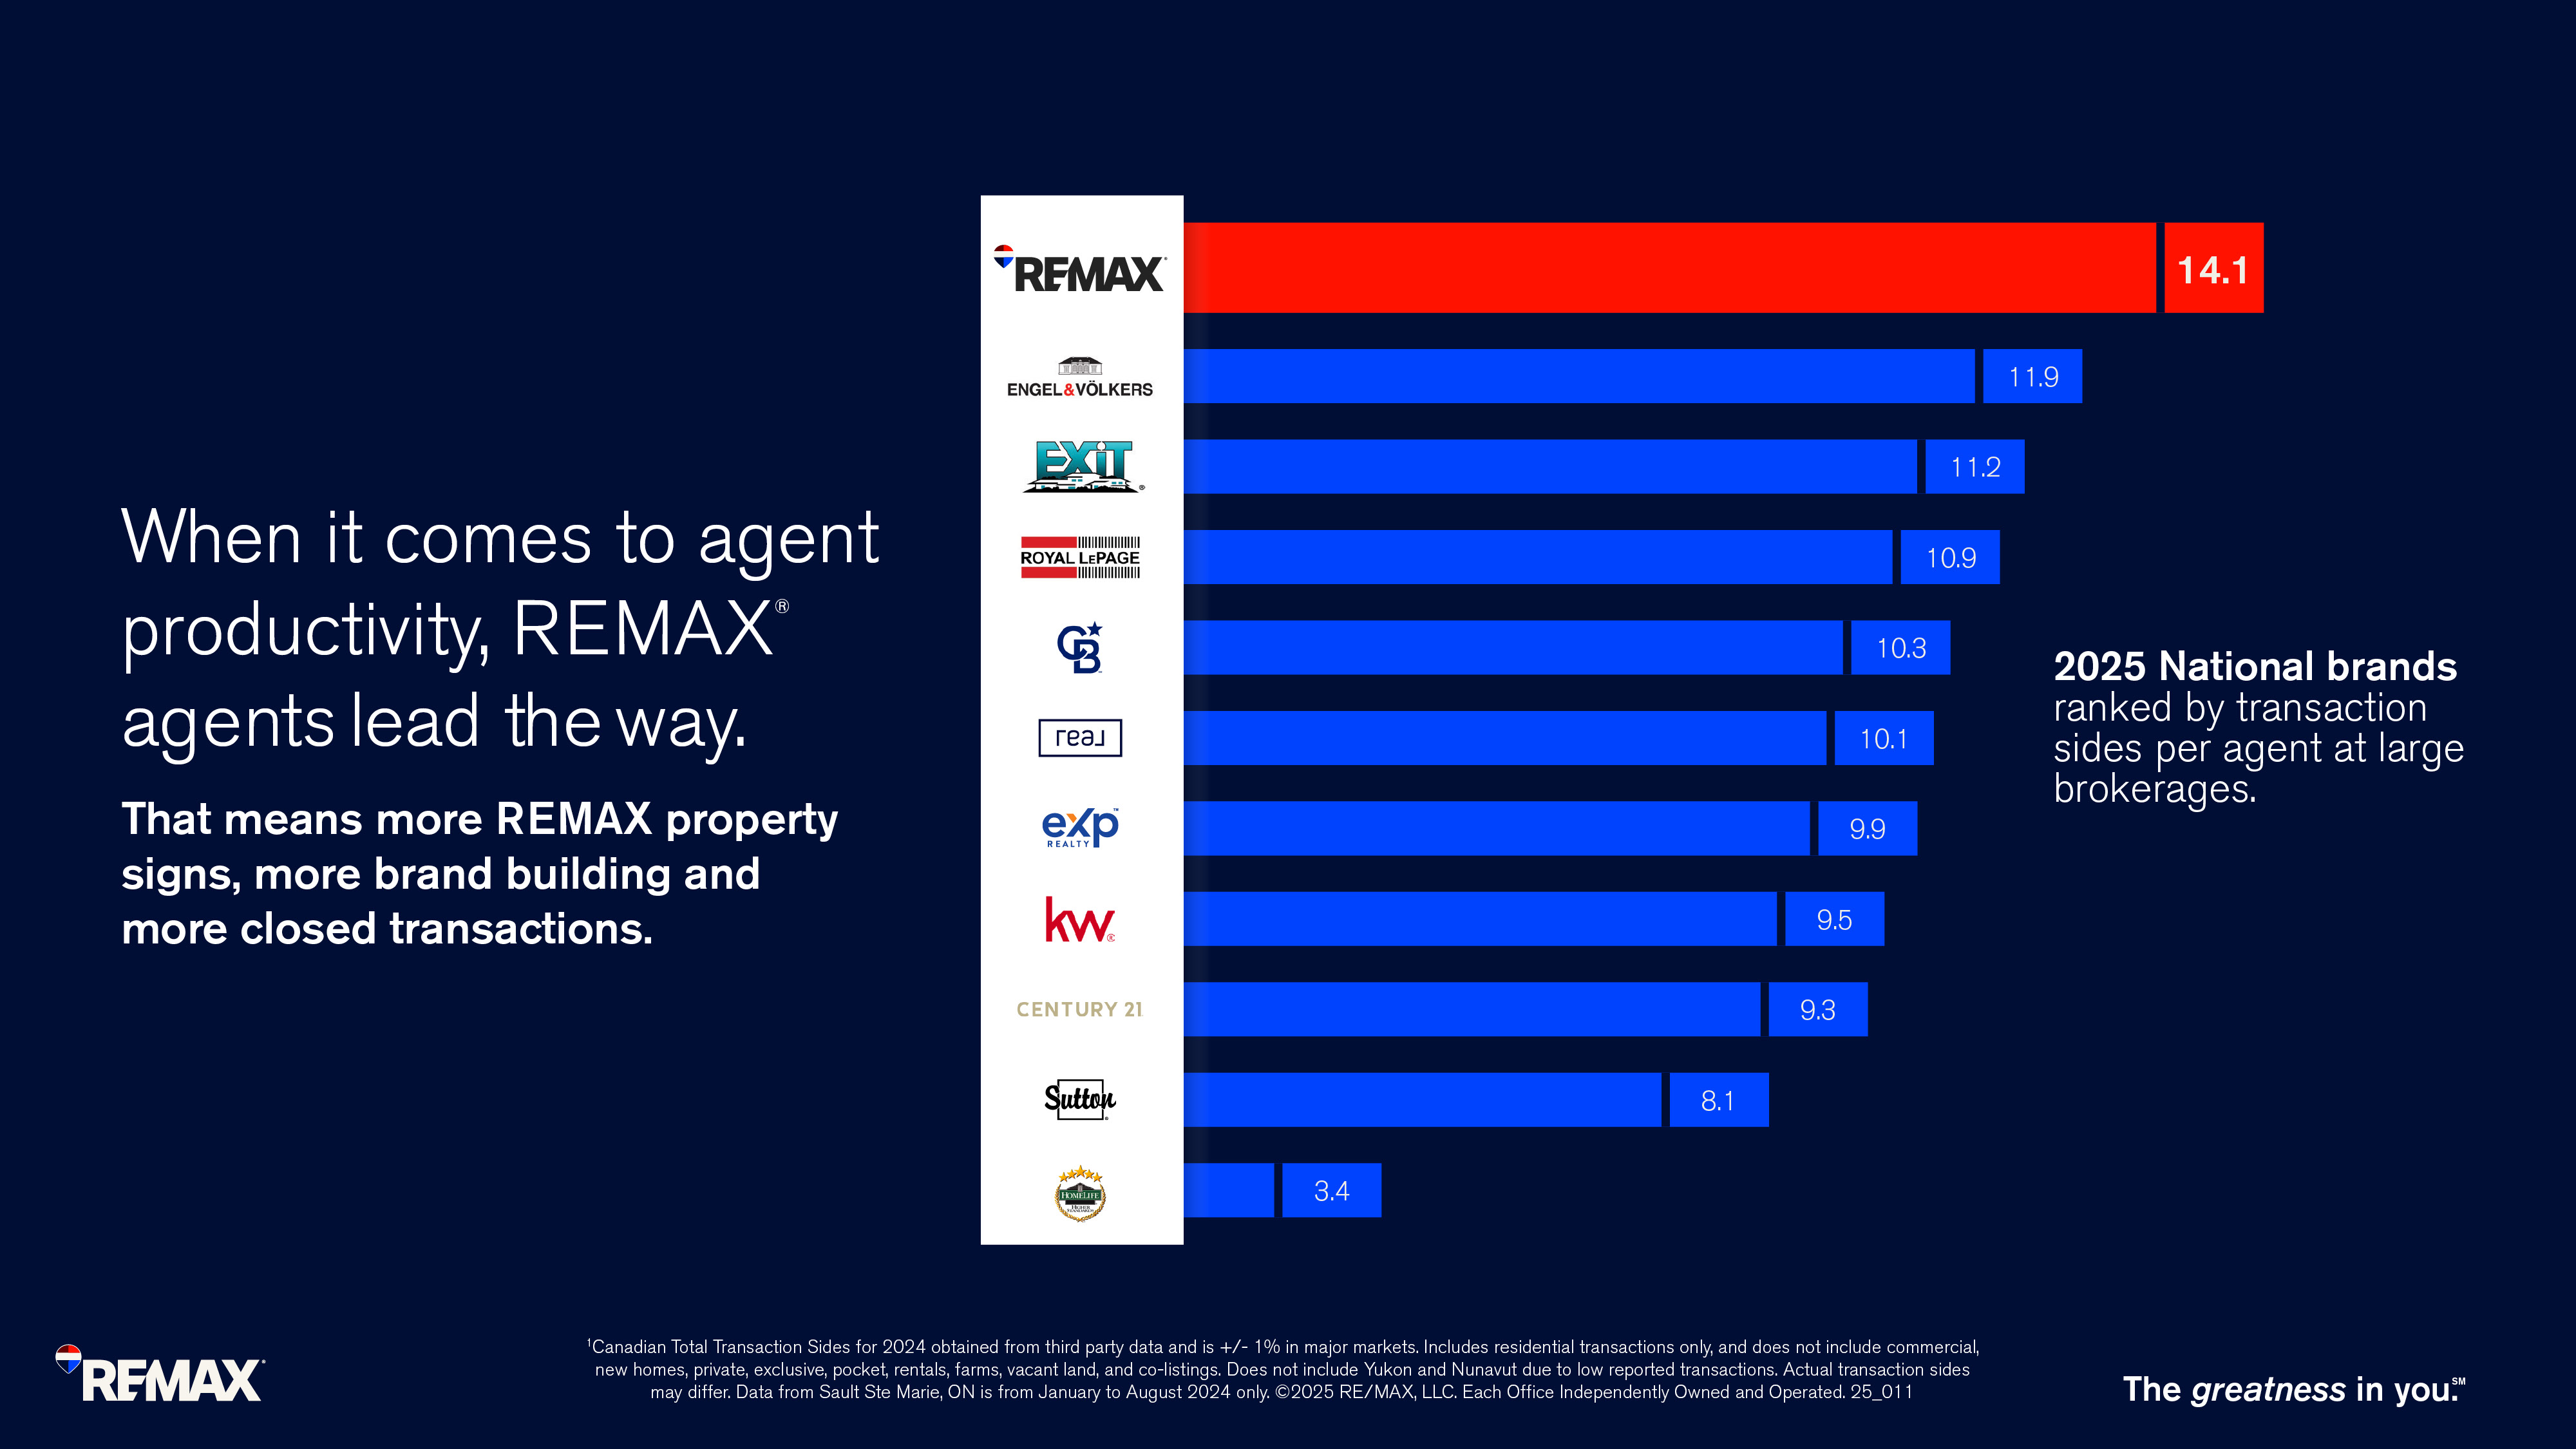 When it comes to agent
productivity, REMAX®
agents lead the way.
That means more REMAX property
signs, more brand building and
more closed transactions.
REMAX®
14.1
ENGEL&VÖLKERS
11.9
EXiT®
11.2
ROYAL LEPAGE
10.9
CB
10.3
real
10.1
exp™
REALTY
9.9
kw®
9.5
CENTURY 21
9.3
Sutton®
8.1
HOMELIFE
HIGHER
STANDARDS
3.4
2025 National brands
ranked by transaction
sides per agent at large
brokerages.
REMAX®
¹Canadian Total Transaction Sides for 2024 obtained from third party data and is +/- 1% in major markets. Includes residential transactions only, and does not include commercial,
new homes, private, exclusive, pocket, rentals, farms, vacant land, and co-listings. Does not include Yukon and Nunavut due to low reported transactions. Actual transaction sides
may differ. Data from Sault Ste Marie, ON is from January to August 2024 only. ©2025 RE/MAX, LLC. Each Office Independently Owned and Operated. 25_011
The greatness in you.℠